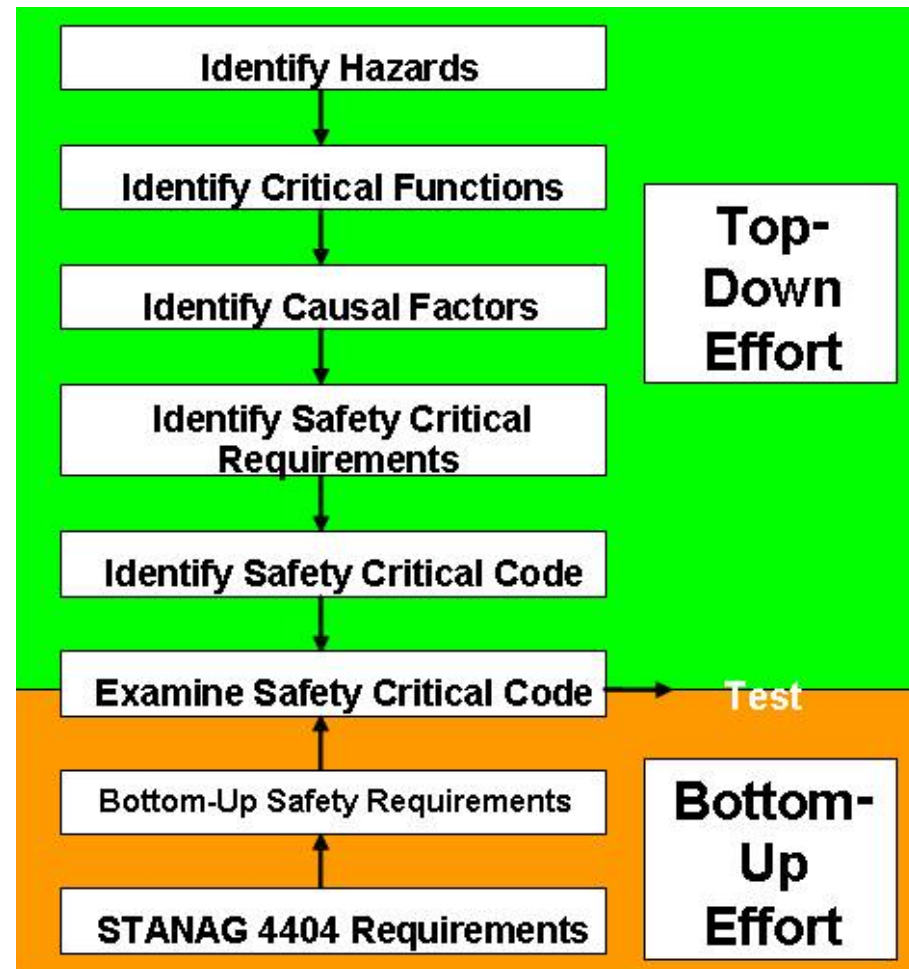 Identify Hazards
Identify Critical Functions
Identify Causal Factors
Identify Safety Critical
Requirements
Identify Safety Critical Code
Examine Safety Critical Code
Test
Bottom-Up Safety Requirements
STANAG 4404 Requirements
Top-
Down
Effort
Bottom-
Up
Effort